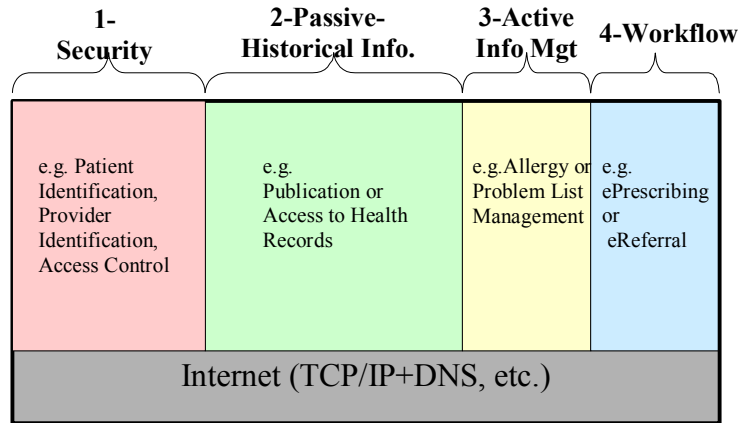 1-
Security
2-Passive-
Historical Info.
3-Active
Info Mgt
4-Workflow
e.g. Patient
Identification,
Provider
Identification,
Access Control
e.g.
Publication or
Access to Health
Records
e.g.Allergy or
Problem List
Management
e.g.
ePrescribing
or
eReferral
Internet (TCP/IP+DNS, etc.)